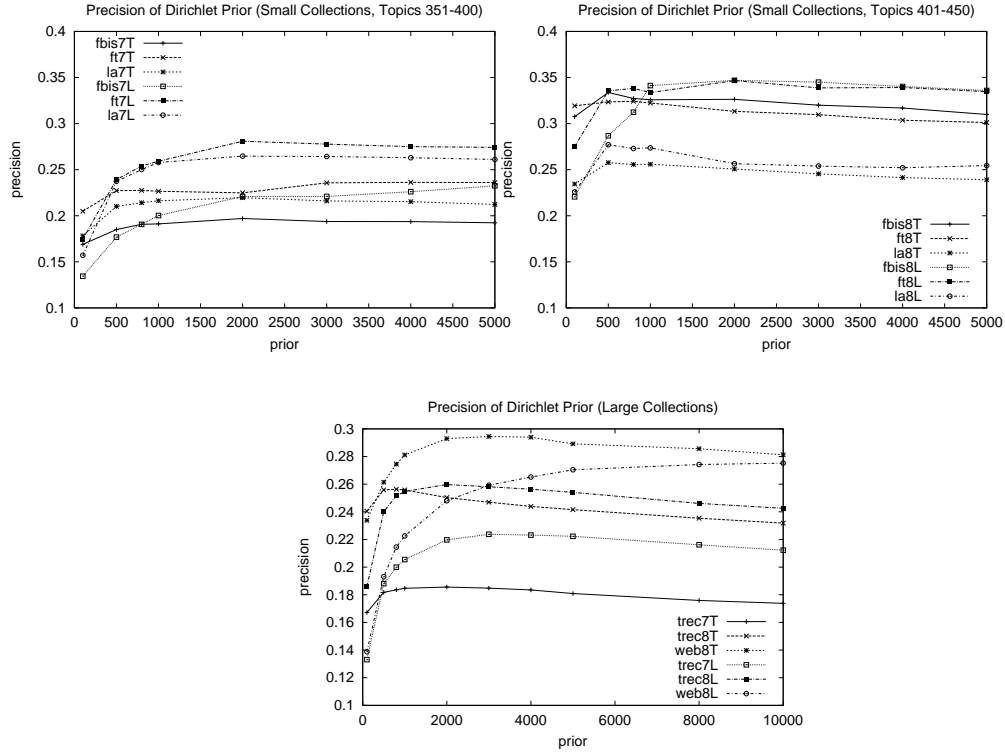 Precision of Dirichlet Prior (Small Collections, Topics 351-400)
0.4
0.35
0.3
0.25
0.2
0.15
0.1
precision
fbis7T
ft7T
la7T
fbis7L
ft7L
la7L
0 500 1000 1500 2000 2500 3000 3500 4000 4500 5000
prior
Precision of Dirichlet Prior (Small Collections, Topics 401-450)
0.4
0.35
0.3
0.25
0.2
0.15
0.1
precision
fbis8T
ft8T
la8T
fbis8L
ft8L
la8L
0 500 1000 1500 2000 2500 3000 3500 4000 4500 5000
prior
Precision of Dirichlet Prior (Large Collections)
0.3
0.28
0.26
0.24
0.22
0.2
0.18
0.16
0.14
0.12
0.1
precision
trec7T
trec8T
web8T
trec7L
trec8L
web8L
0 2000 4000 6000 8000 10000
prior